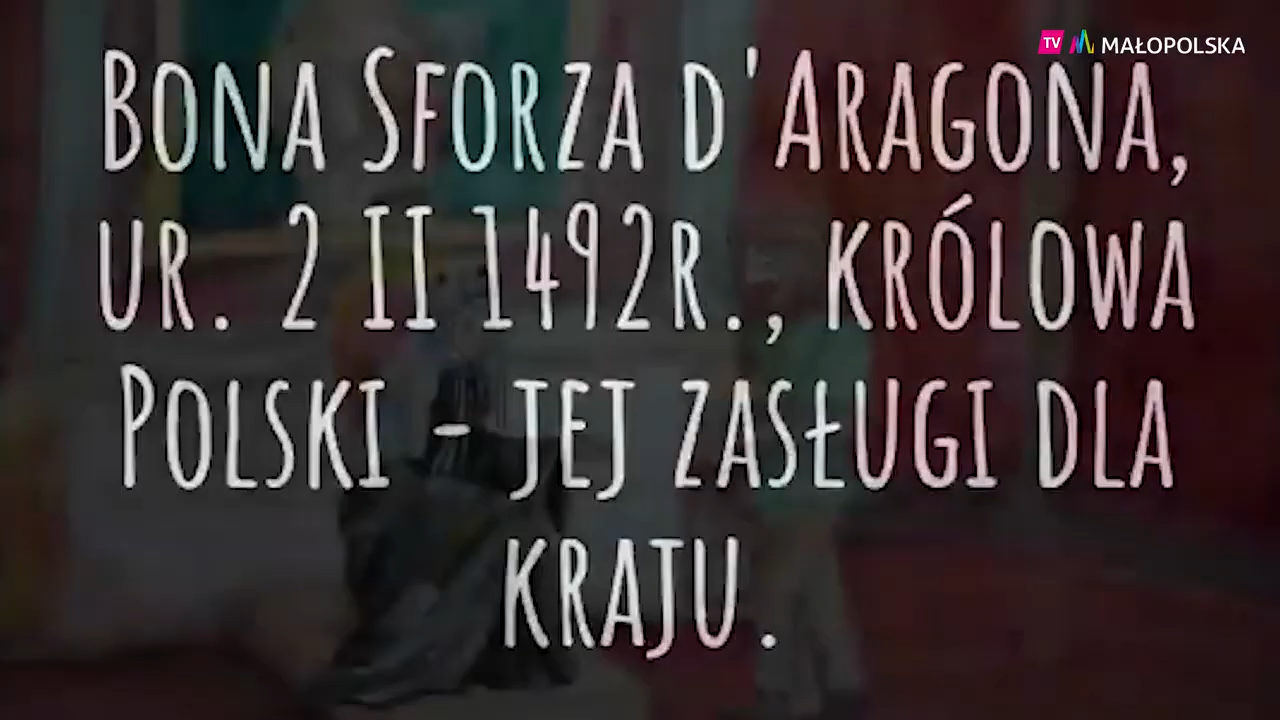 TV MAŁOPOLSKA
Bona Sforza d'Aragona,
ur. 2 II 1492r., królowa
Polski - jej zasługi dla
kraju.